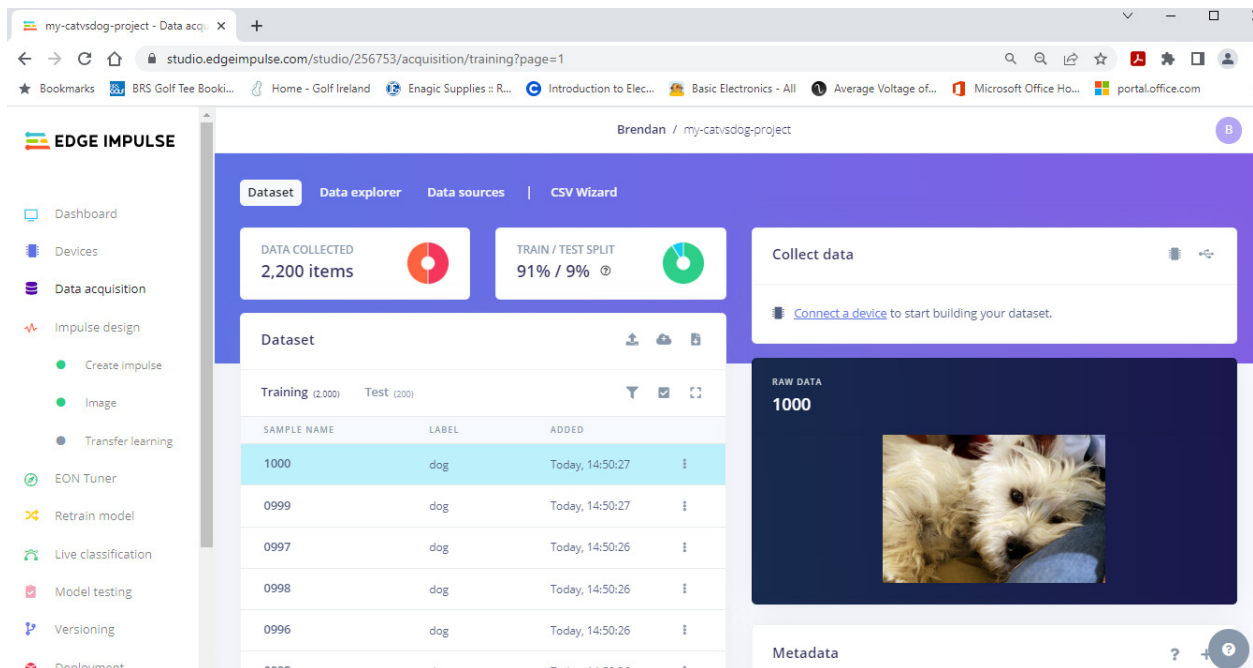 my-catvsdog-project - Data acqu
studio.edgeimpulse.com/studio/256753/acquisition/training?page=1
Bookmarks BRS Golf Tee Booki... Home - Golf Ireland Enagic Supplies :: R... Introduction to Elec... Basic Electronics - All Average Voltage of... Microsoft Office Ho... portal.office.com
EDGE IMPULSE
Brendan / my-catvsdog-project
B
Dashboard
Devices
Data acquisition
Impulse design
Create impulse
Image
Transfer learning
EON Tuner
Retrain model
Live classification
Model testing
Versioning
Deployment
Dataset Data explorer Data sources | CSV Wizard
DATA COLLECTED
2,200 items
TRAIN / TEST SPLIT
91% / 9%
Dataset
Training (2,000) Test (200)
SAMPLE NAME LABEL ADDED
1000 dog Today, 14:50:27
0999 dog Today, 14:50:27
0997 dog Today, 14:50:26
0998 dog Today, 14:50:26
0996 dog Today, 14:50:26
Collect data
Connect a device to start building your dataset.
RAW DATA
1000
Metadata